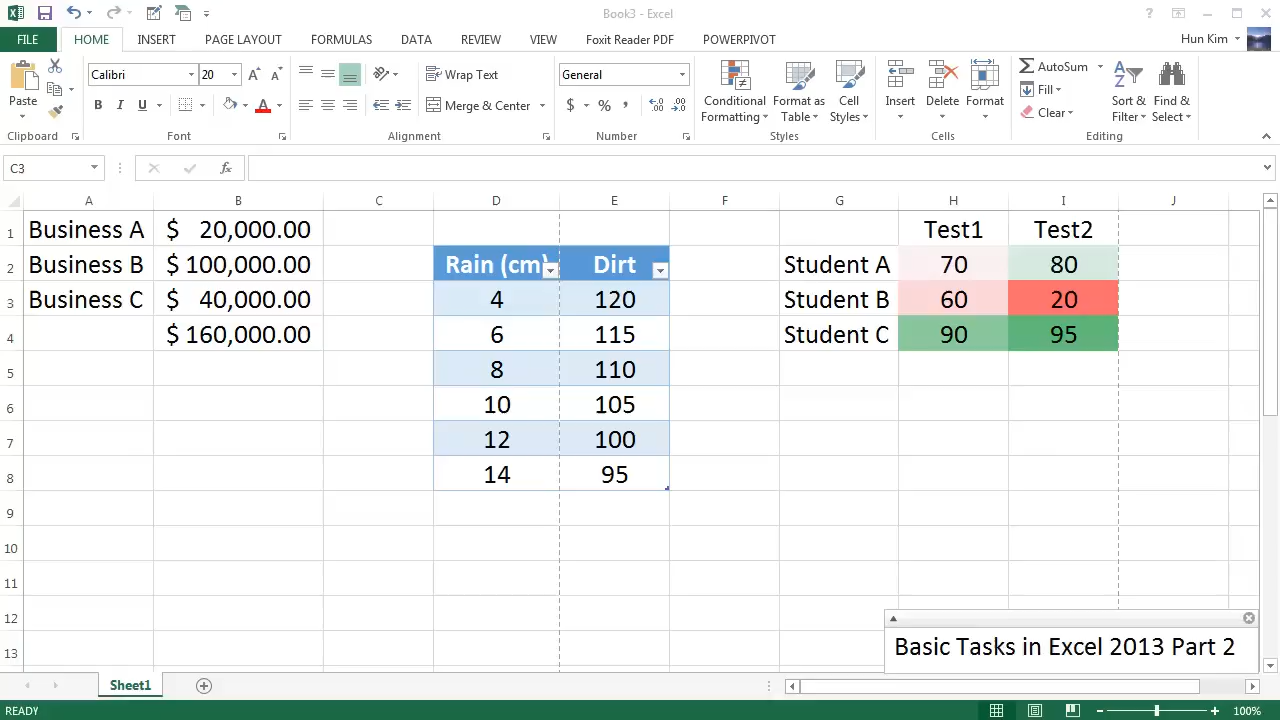 Book3 - Excel
?
FILE HOME INSERT PAGE LAYOUT FORMULAS DATA REVIEW VIEW Foxit Reader PDF POWERPIVOT Hun Kim
Paste
Clipboard
Calibri 20
B I U A
Font
Wrap Text
Merge & Center
Alignment
General
$ % ,
Number
Conditional Formatting
Format as Table
Cell Styles
Styles
Insert Delete Format
Cells
AutoSum
Fill
Clear
Sort & Filter
Find & Select
Editing
C3 fx
A B C D E F G H I J
1 Business A $ 20,000.00 Test1 Test2
2 Business B $ 100,000.00 Rain (cm) Dirt Student A 70 80
3 Business C $ 40,000.00 4 120 Student B 60 20
4 $ 160,000.00 6 115 Student C 90 95
5 8 110
6 10 105
7 12 100
8 14 95
9
10
11
12
13
Basic Tasks in Excel 2013 Part 2
Sheet1
READY 100%